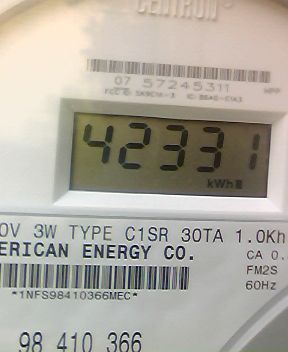 CENTRON®
07 57245311
42331
kWh
0V 3W TYPE C1SR 30TA 1.0Kh
ERICAN ENERGY CO.
CA 0.
FM2S
60Hz
*1NFS98410366MEC*
98 410 366